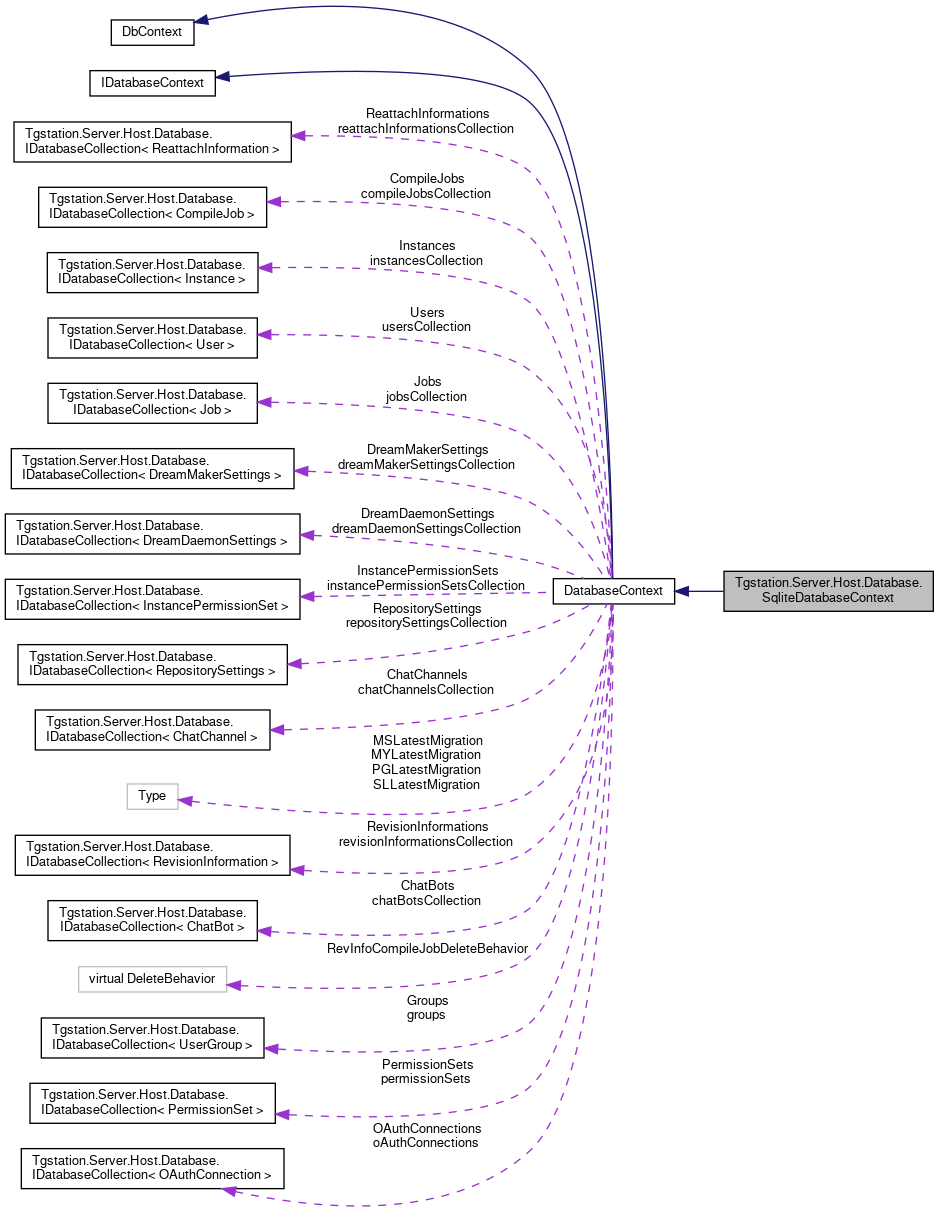 DbContext
IDatabaseContext
ReattachInformations
reattachInformationsCollection
Tgstation.Server.Host.Database.
IDatabaseCollection< ReattachInformation >
CompileJobs
compileJobsCollection
Tgstation.Server.Host.Database.
IDatabaseCollection< CompileJob >
Instances
instancesCollection
Tgstation.Server.Host.Database.
IDatabaseCollection< Instance >
Users
usersCollection
Tgstation.Server.Host.Database.
IDatabaseCollection< User >
Jobs
jobsCollection
Tgstation.Server.Host.Database.
IDatabaseCollection< Job >
DreamMakerSettings
dreamMakerSettingsCollection
Tgstation.Server.Host.Database.
IDatabaseCollection< DreamMakerSettings >
DreamDaemonSettings
dreamDaemonSettingsCollection
Tgstation.Server.Host.Database.
IDatabaseCollection< DreamDaemonSettings >
InstancePermissionSets
instancePermissionSetsCollection
Tgstation.Server.Host.Database.
IDatabaseCollection< InstancePermissionSet >
DatabaseContext
Tgstation.Server.Host.Database.
SqliteDatabaseContext
RepositorySettings
repositorySettingsCollection
Tgstation.Server.Host.Database.
IDatabaseCollection< RepositorySettings >
ChatChannels
chatChannelsCollection
Tgstation.Server.Host.Database.
IDatabaseCollection< ChatChannel >
MSLatestMigration
MYLatestMigration
PGLatestMigration
SLLatestMigration
Type
RevisionInformations
revisionInformationsCollection
Tgstation.Server.Host.Database.
IDatabaseCollection< RevisionInformation >
ChatBots
chatBotsCollection
Tgstation.Server.Host.Database.
IDatabaseCollection< ChatBot >
RevInfoCompileJobDeleteBehavior
virtual DeleteBehavior
Groups
groups
Tgstation.Server.Host.Database.
IDatabaseCollection< UserGroup >
PermissionSets
permissionSets
Tgstation.Server.Host.Database.
IDatabaseCollection< PermissionSet >
OAuthConnections
oAuthConnections
Tgstation.Server.Host.Database.
IDatabaseCollection< OAuthConnection >